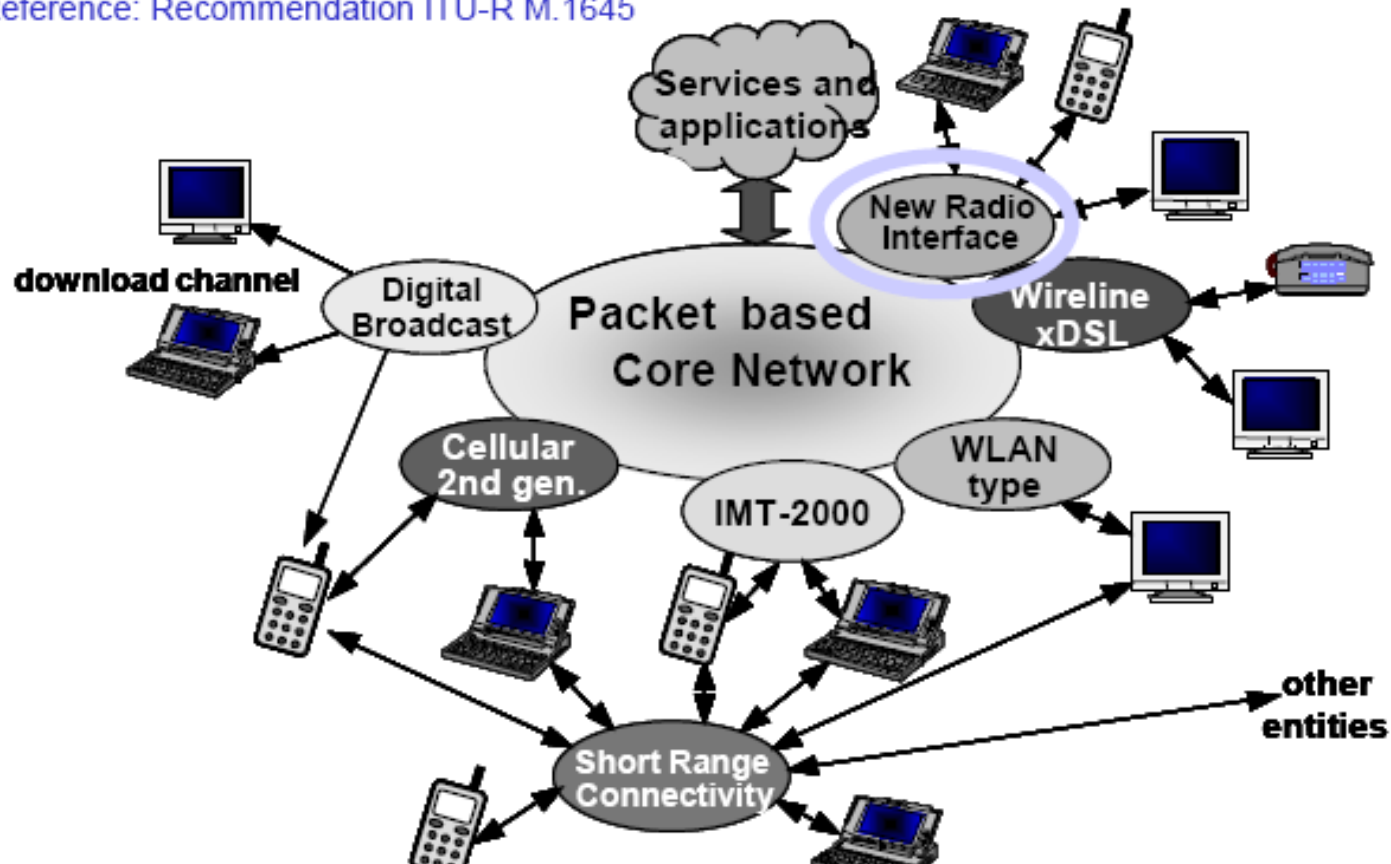 eference: Recommendation ITU-R M.1645
Services and
applications
New Radio
Interface
download channel
Digital
Broadcast
Packet based
Core Network
Wireline
xDSL
Cellular
2nd gen.
WLAN
type
IMT-2000
other
entities
Short Range
Connectivity